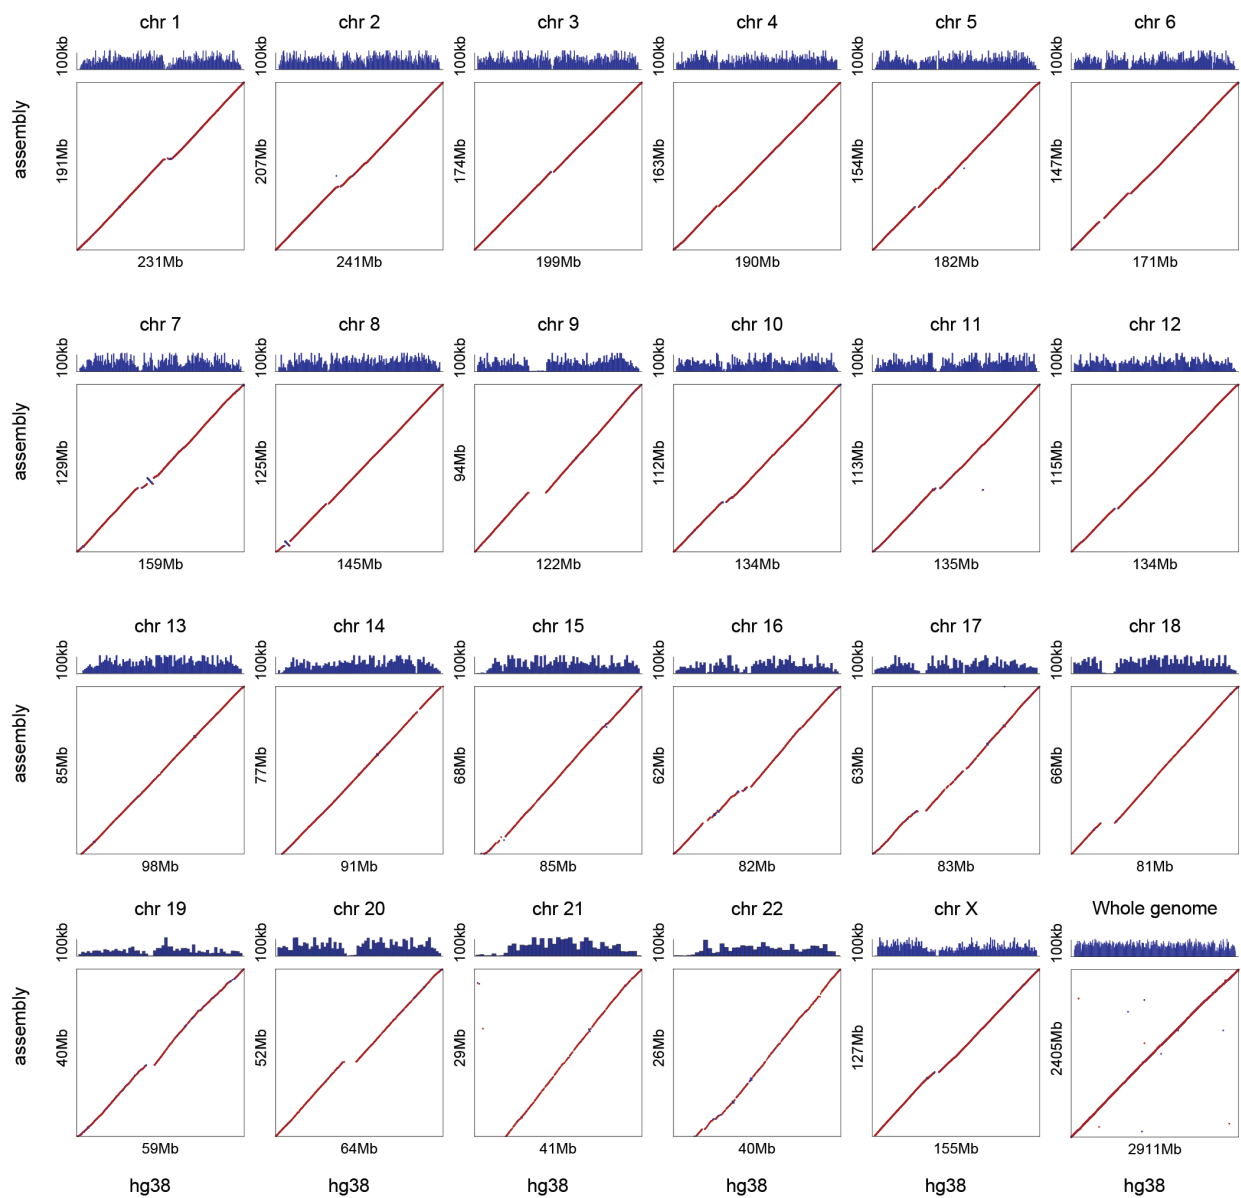 chr 1 chr 2 chr 3 chr 4 chr 5 chr 6
100kb 100kb 100kb 100kb 100kb 100kb
assembly 191Mb 207Mb 174Mb 163Mb 154Mb 147Mb
231Mb 241Mb 199Mb 190Mb 182Mb 171Mb
chr 7 chr 8 chr 9 chr 10 chr 11 chr 12
100kb 100kb 100kb 100kb 100kb 100kb
assembly 129Mb 125Mb 94Mb 112Mb 113Mb 115Mb
159Mb 145Mb 122Mb 134Mb 135Mb 134Mb
chr 13 chr 14 chr 15 chr 16 chr 17 chr 18
100kb 100kb 100kb 100kb 100kb 100kb
assembly 85Mb 77Mb 68Mb 62Mb 63Mb 66Mb
98Mb 91Mb 85Mb 82Mb 83Mb 81Mb
chr 19 chr 20 chr 21 chr 22 chr X Whole genome
100kb 100kb 100kb 100kb 100kb 100kb
assembly 40Mb 52Mb 29Mb 26Mb 127Mb 2405Mb
59Mb 64Mb 41Mb 40Mb 155Mb 2911Mb
hg38 hg38 hg38 hg38 hg38 hg38